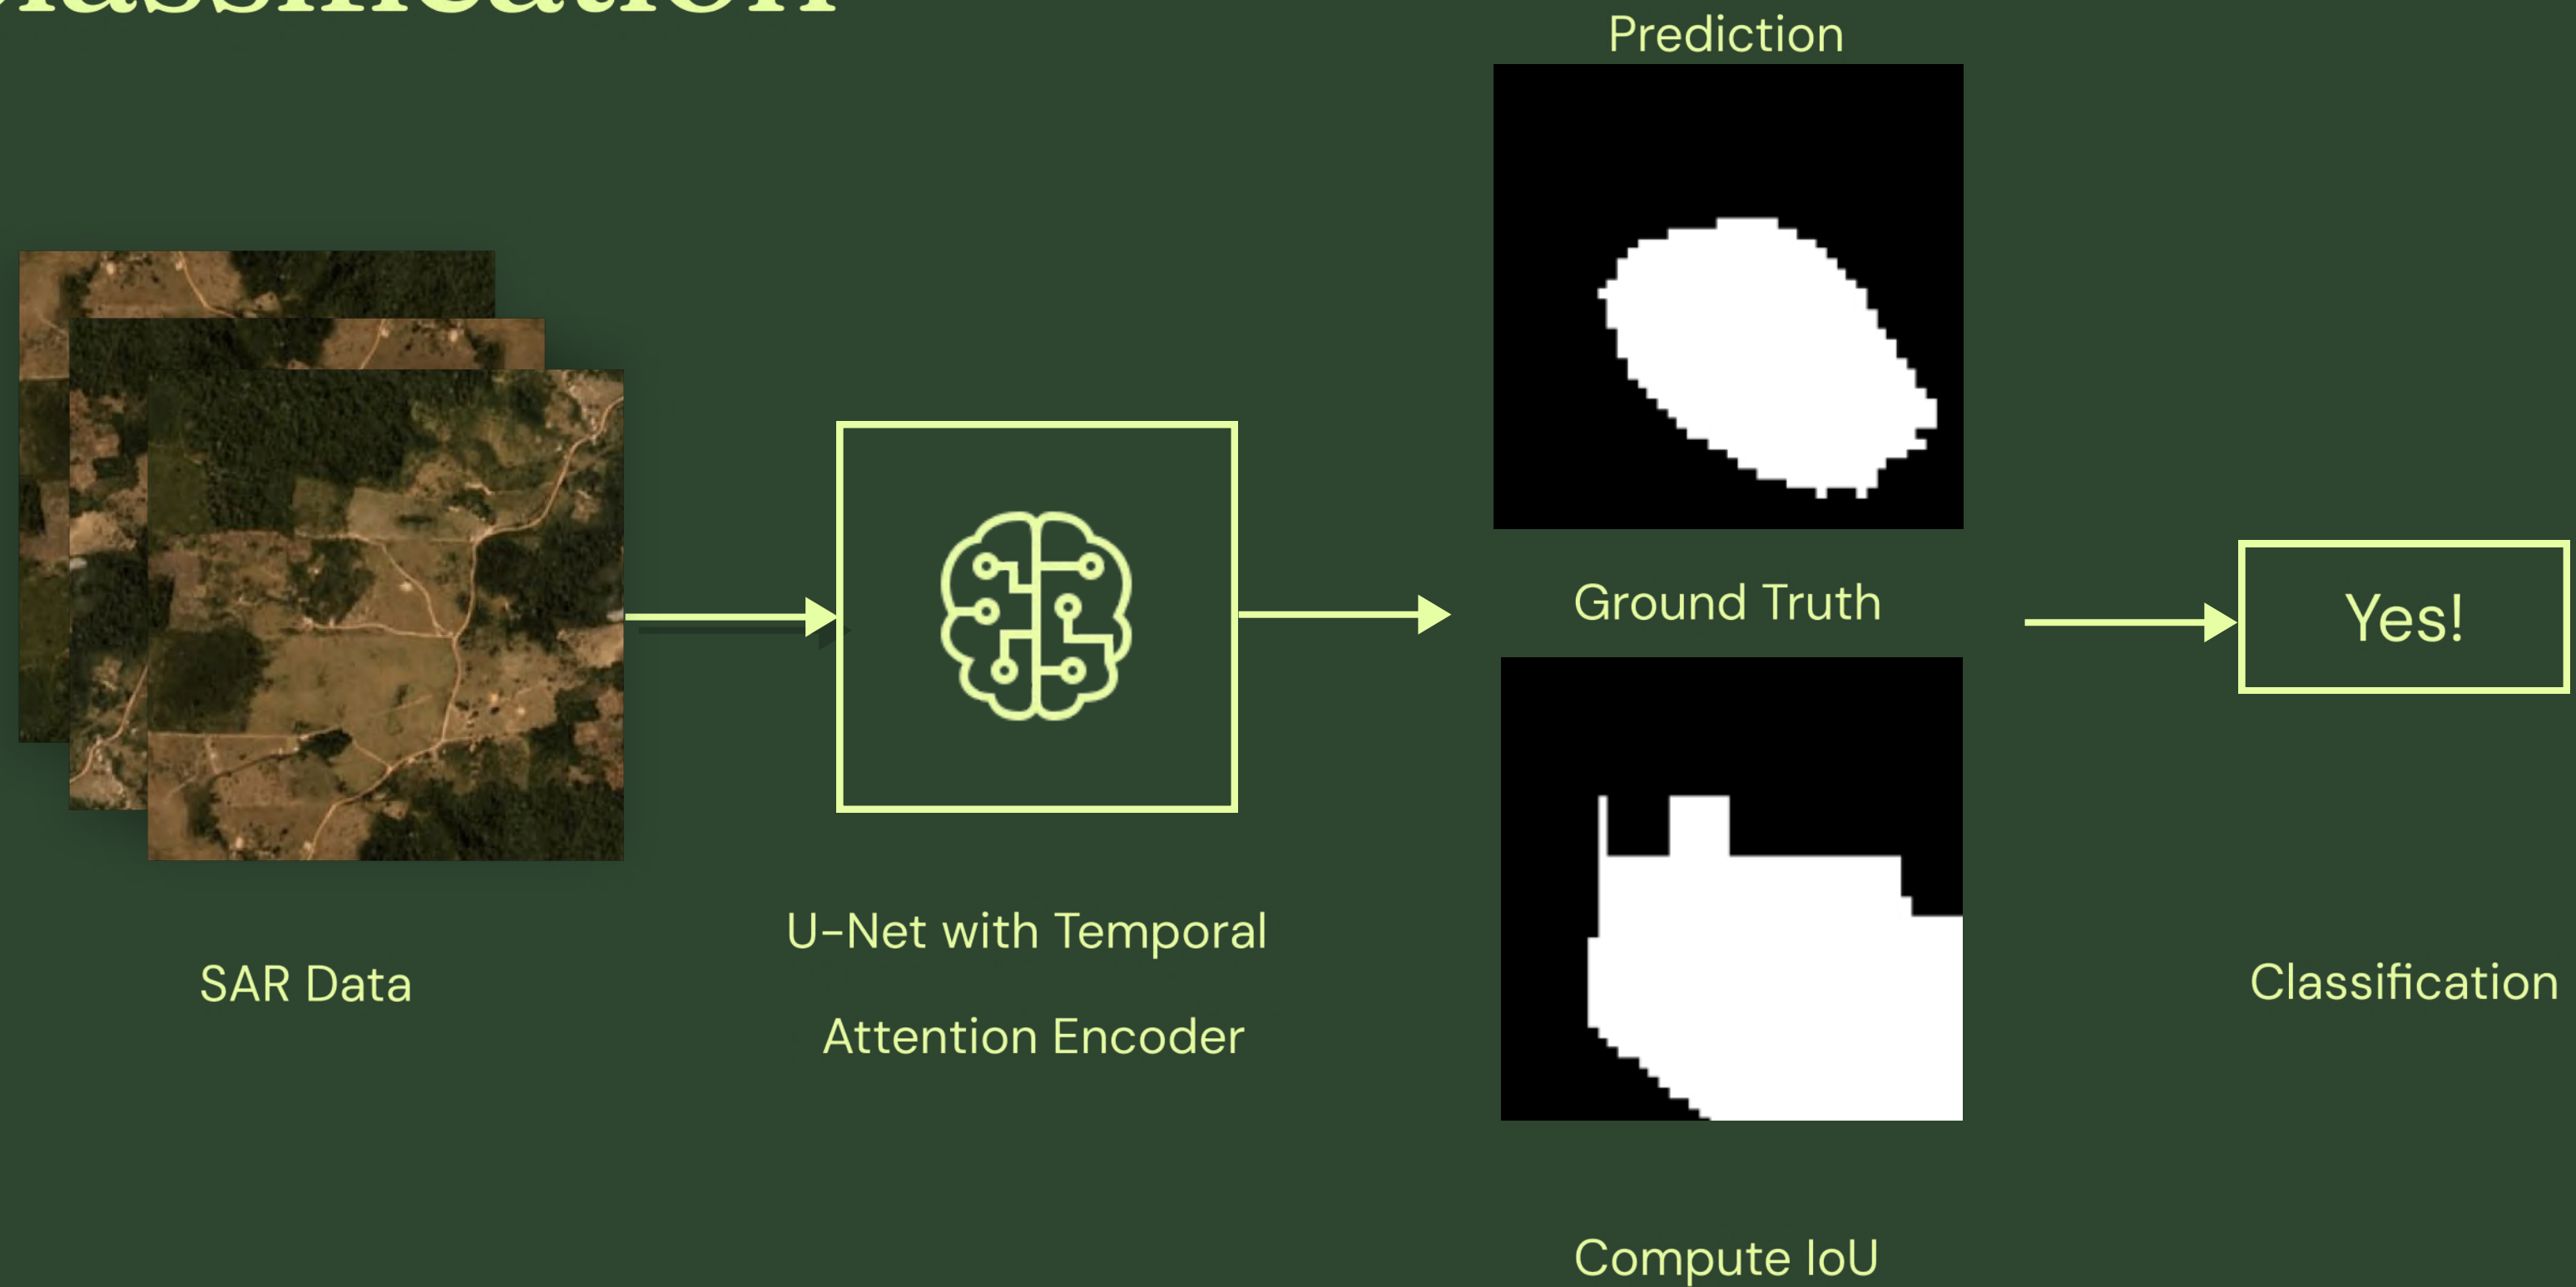 Prediction
Ground Truth
Yes!
U-Net with Temporal
Attention Encoder
SAR Data
Classification
Compute IoU